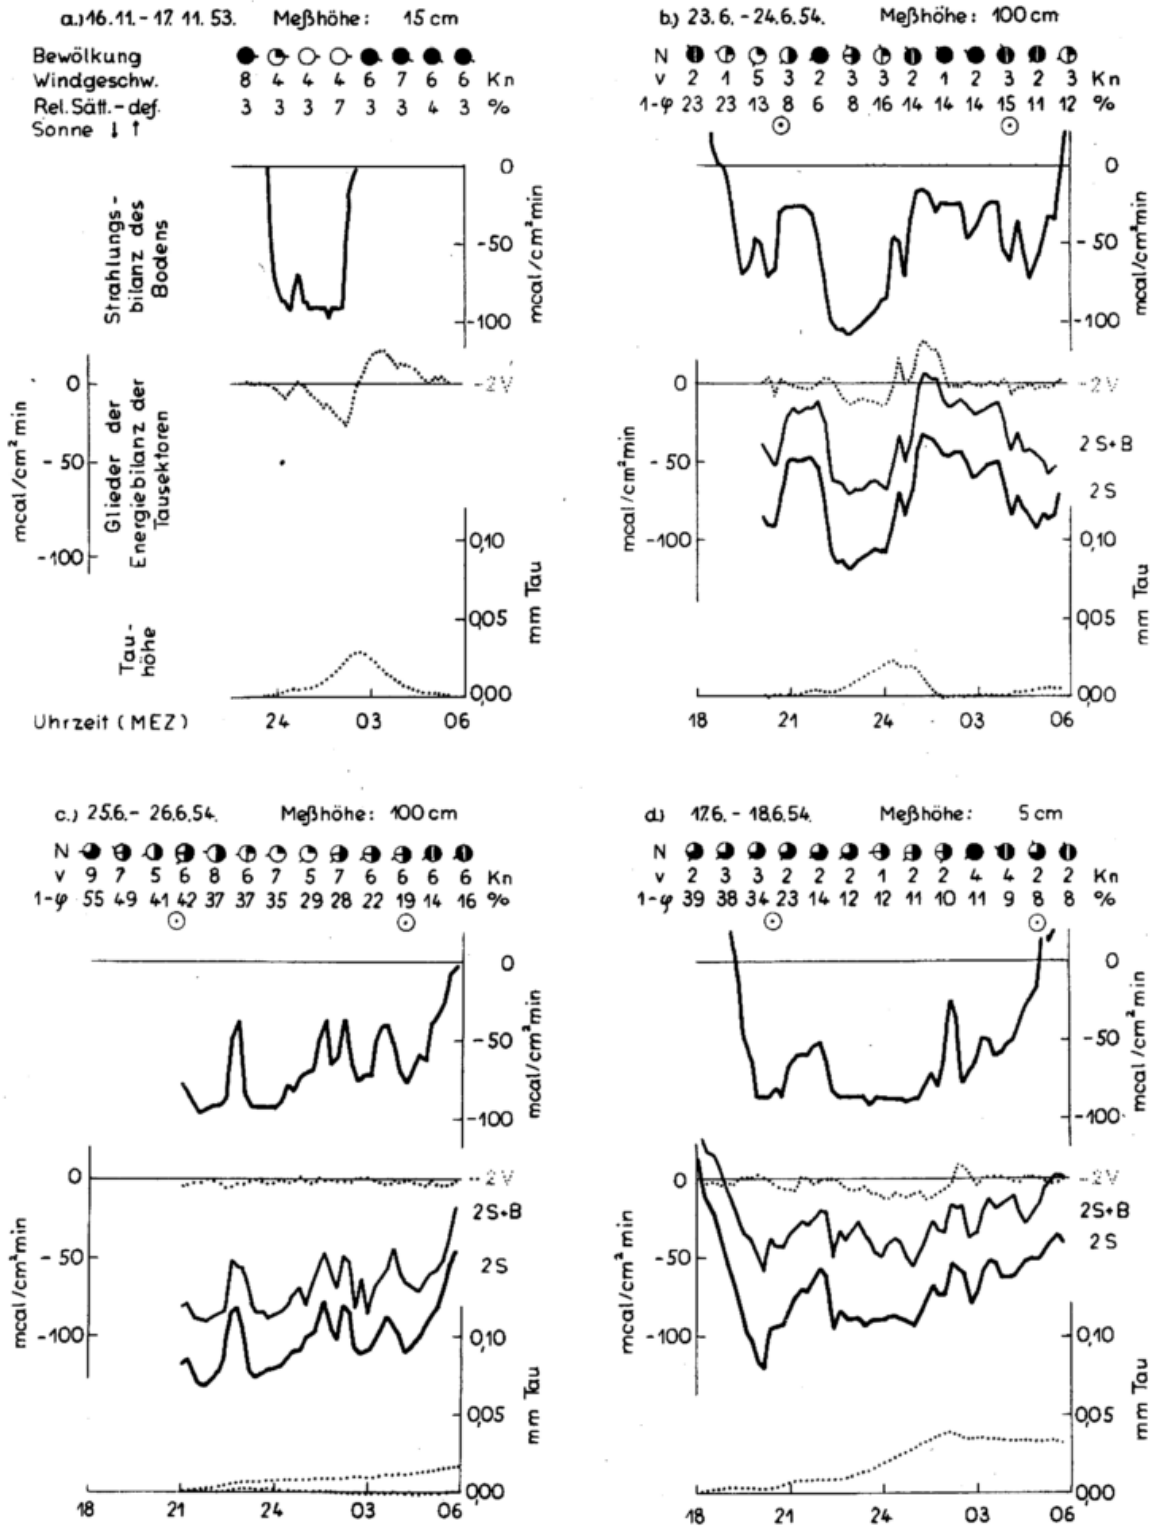 a.) 16.11. - 17. 11. 53. Meßhöhe: 15 cm
Bewölkung
Windgeschw. 8 4 4 4 6 7 6 6 Kn
Rel. Sätt. - def. 3 3 3 7 3 3 4 3 %
Sonne ↓ ↑
Strahlungs-
bilanz des
Bodens
0
-50
-100
mcal/cm² min
mcal/cm² min
0
-50
-100
Glieder der
Energiebilanz der
Tausektoren
-2V
0,10
0,05
0,00
mm Tau
Tau-
höhe
Uhrzeit (MEZ) 24 03 06
b.) 23.6. - 24.6.54. Meßhöhe: 100 cm
N
v 2 1 5 3 2 3 3 2 1 2 3 2 3 Kn
1-φ 23 23 13 8 6 8 16 14 14 14 15 11 12 %
0
-50
-100
mcal/cm² min
mcal/cm² min
0
-50
-100
-2V
2S+B
2S
0,10
0,05
0,00
mm Tau
18 21 24 03 06
c.) 25.6. - 26.6.54. Meßhöhe: 100 cm
N
v 9 7 5 6 8 6 7 5 7 6 6 6 6 Kn
1-φ 55 49 41 42 37 37 35 29 28 22 19 14 16 %
0
-50
-100
mcal/cm² min
mcal/cm² min
0
-50
-100
-2V
2S+B
2S
0,10
0,05
0,00
mm Tau
18 21 24 03 06
d.) 17.6. - 18.6.54. Meßhöhe: 5 cm
N
v 2 3 3 2 2 2 1 2 2 4 4 2 2 Kn
1-φ 39 38 34 23 14 12 12 11 10 11 9 8 8 %
0
-50
-100
mcal/cm² min
mcal/cm² min
0
-50
-100
-2V
2S+B
2S
0,10
0,05
0,00
mm Tau
18 21 24 03 06